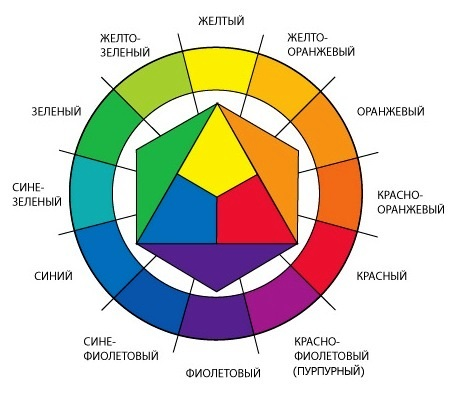 ЖЕЛТЫЙ
ЖЕЛТО-
ОРАНЖЕВЫЙ
ОРАНЖЕВЫЙ
КРАСНО-
ОРАНЖЕВЫЙ
КРАСНЫЙ
КРАСНО-
ФИОЛЕТОВЫЙ
(ПУРПУРНЫЙ)
ФИОЛЕТОВЫЙ
СИНЕ-
ФИОЛЕТОВЫЙ
СИНИЙ
СИНЕ-
ЗЕЛЕНЫЙ
ЗЕЛЕНЫЙ
ЖЕЛТО-
ЗЕЛЕНЫЙ